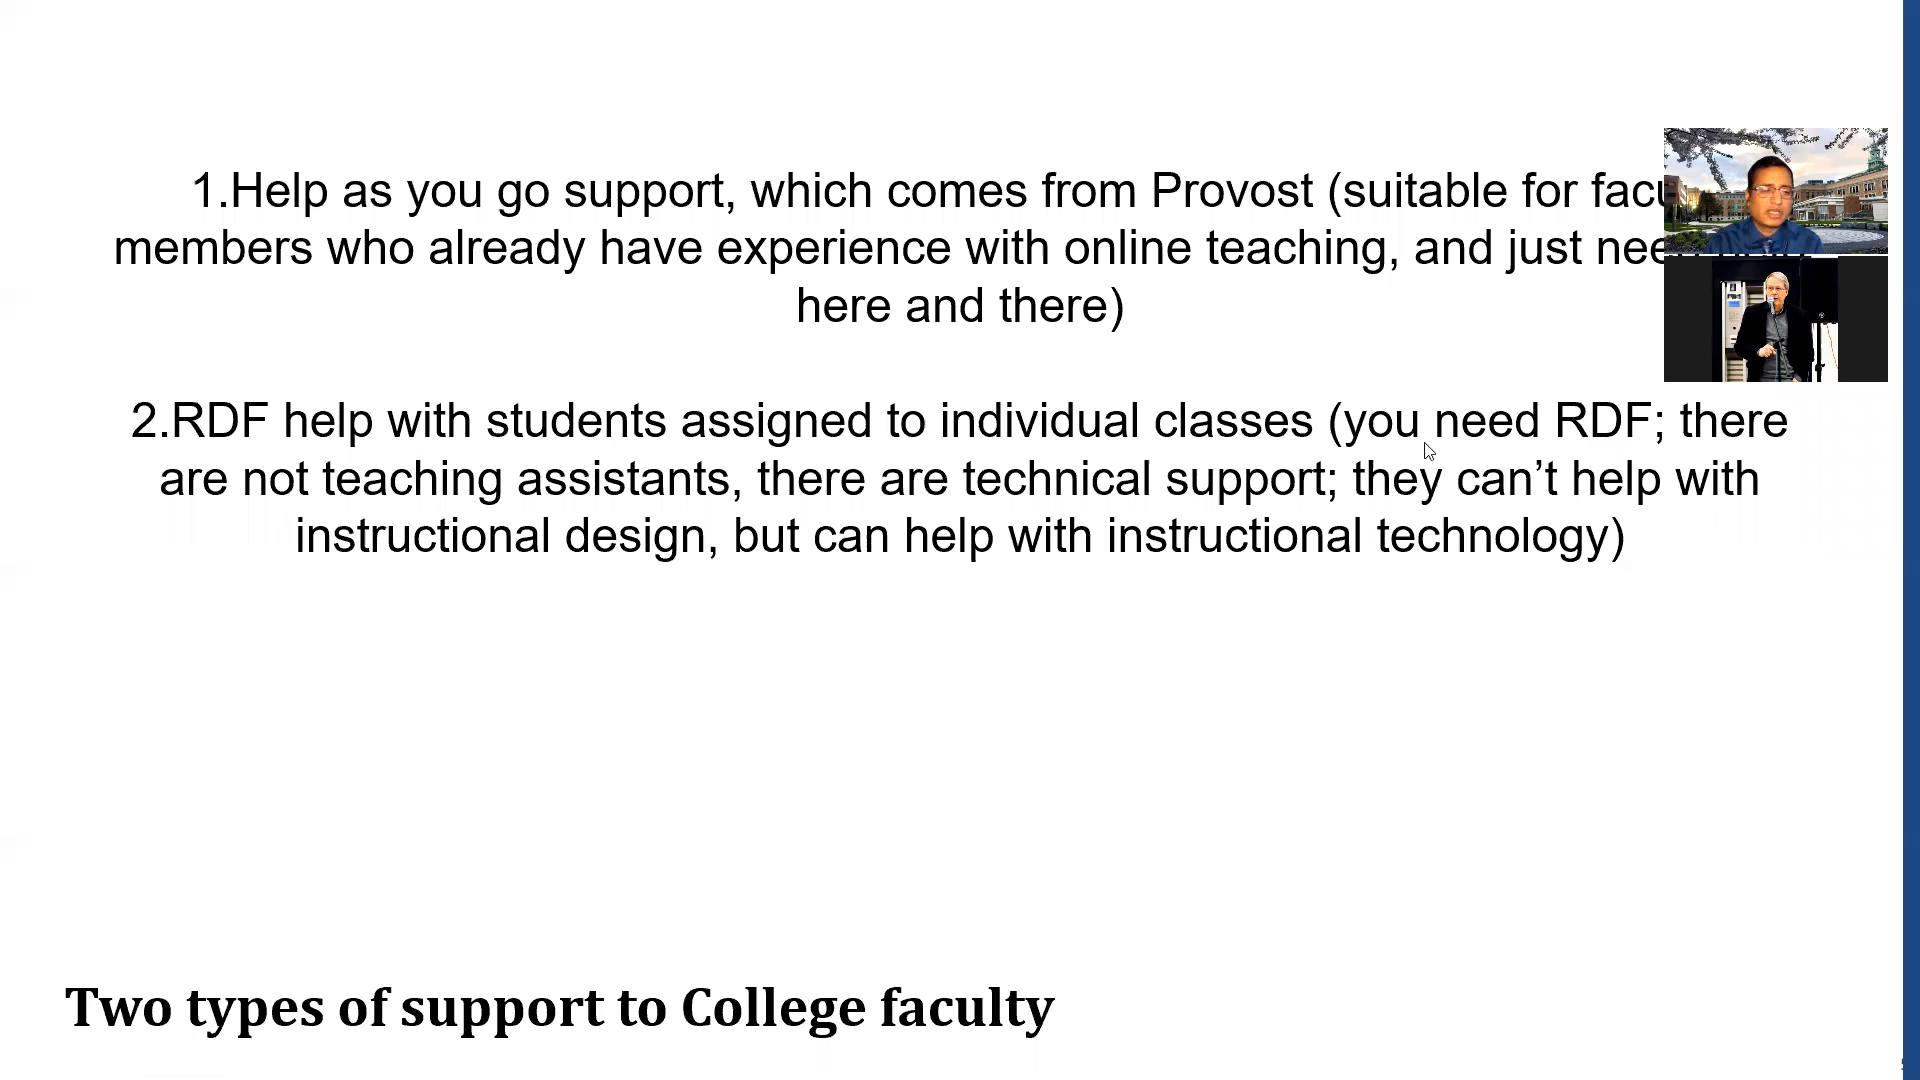 1.Help as you go support, which comes from Provost (suitable for
members who already have experience with online teaching, and just
here and there)
2.RDF help with students assigned to individual classes (you need RDF; there
are not teaching assistants, there are technical support; they can’t help with
instructional design, but can help with instructional technology)
Two types of support to College faculty